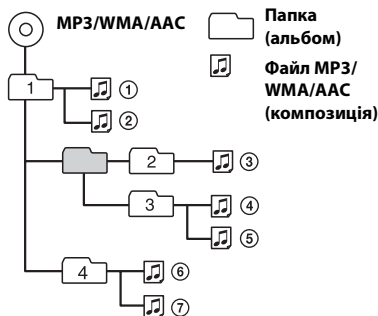 MP3/WMA/AAC
Папка
(альбом)
Файл MP3/
WMA/AAC
(композиція)
1
①
②
2
③
3
④
⑤
4
⑥
⑦